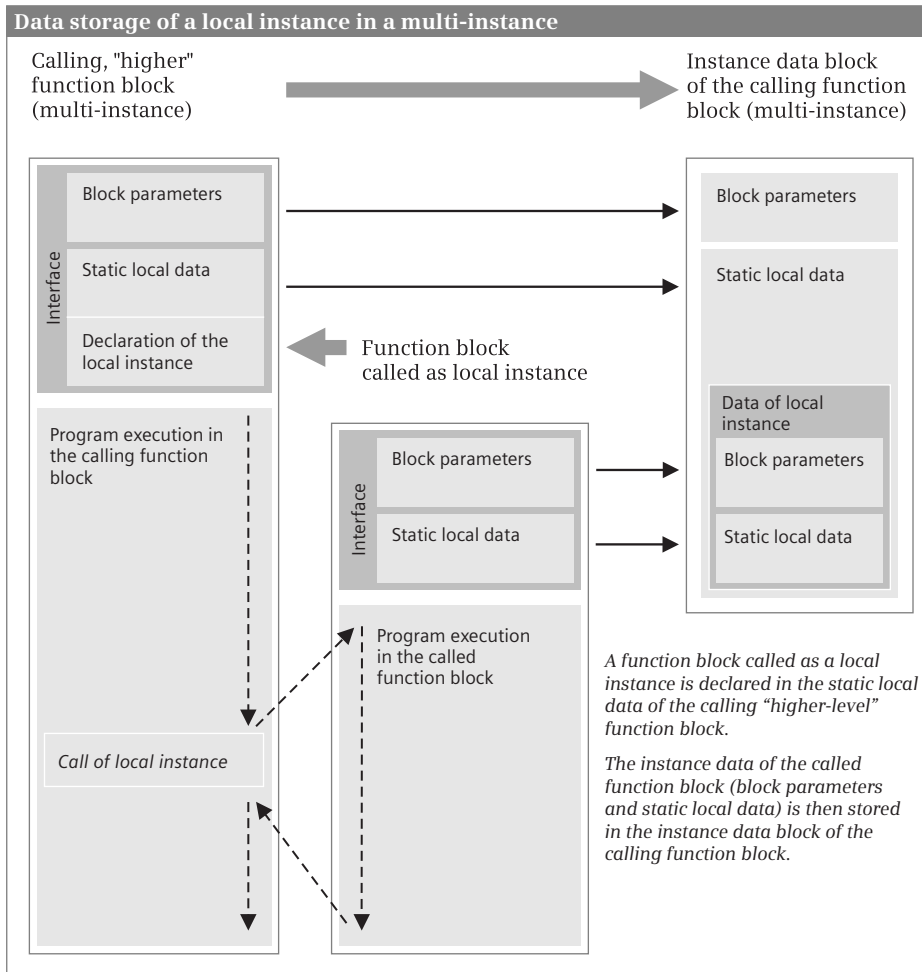 Data storage of a local instance in a multi-instance
Calling, "higher"
function block
(multi-instance)
Instance data block
of the calling function
block (multi-instance)
Interface
Block parameters
Static local data
Declaration of the
local instance
Block parameters
Static local data
Function block
called as local instance
Data of local
instance
Block parameters
Static local data
Program execution in
the calling function
block
Interface
Block parameters
Static local data
Program execution
in the called
function block
Call of local instance
A function block called as a local
instance is declared in the static local
data of the calling “higher-level”
function block.
The instance data of the called
function block (block parameters
and static local data) is then stored
in the instance data block of the
calling function block.